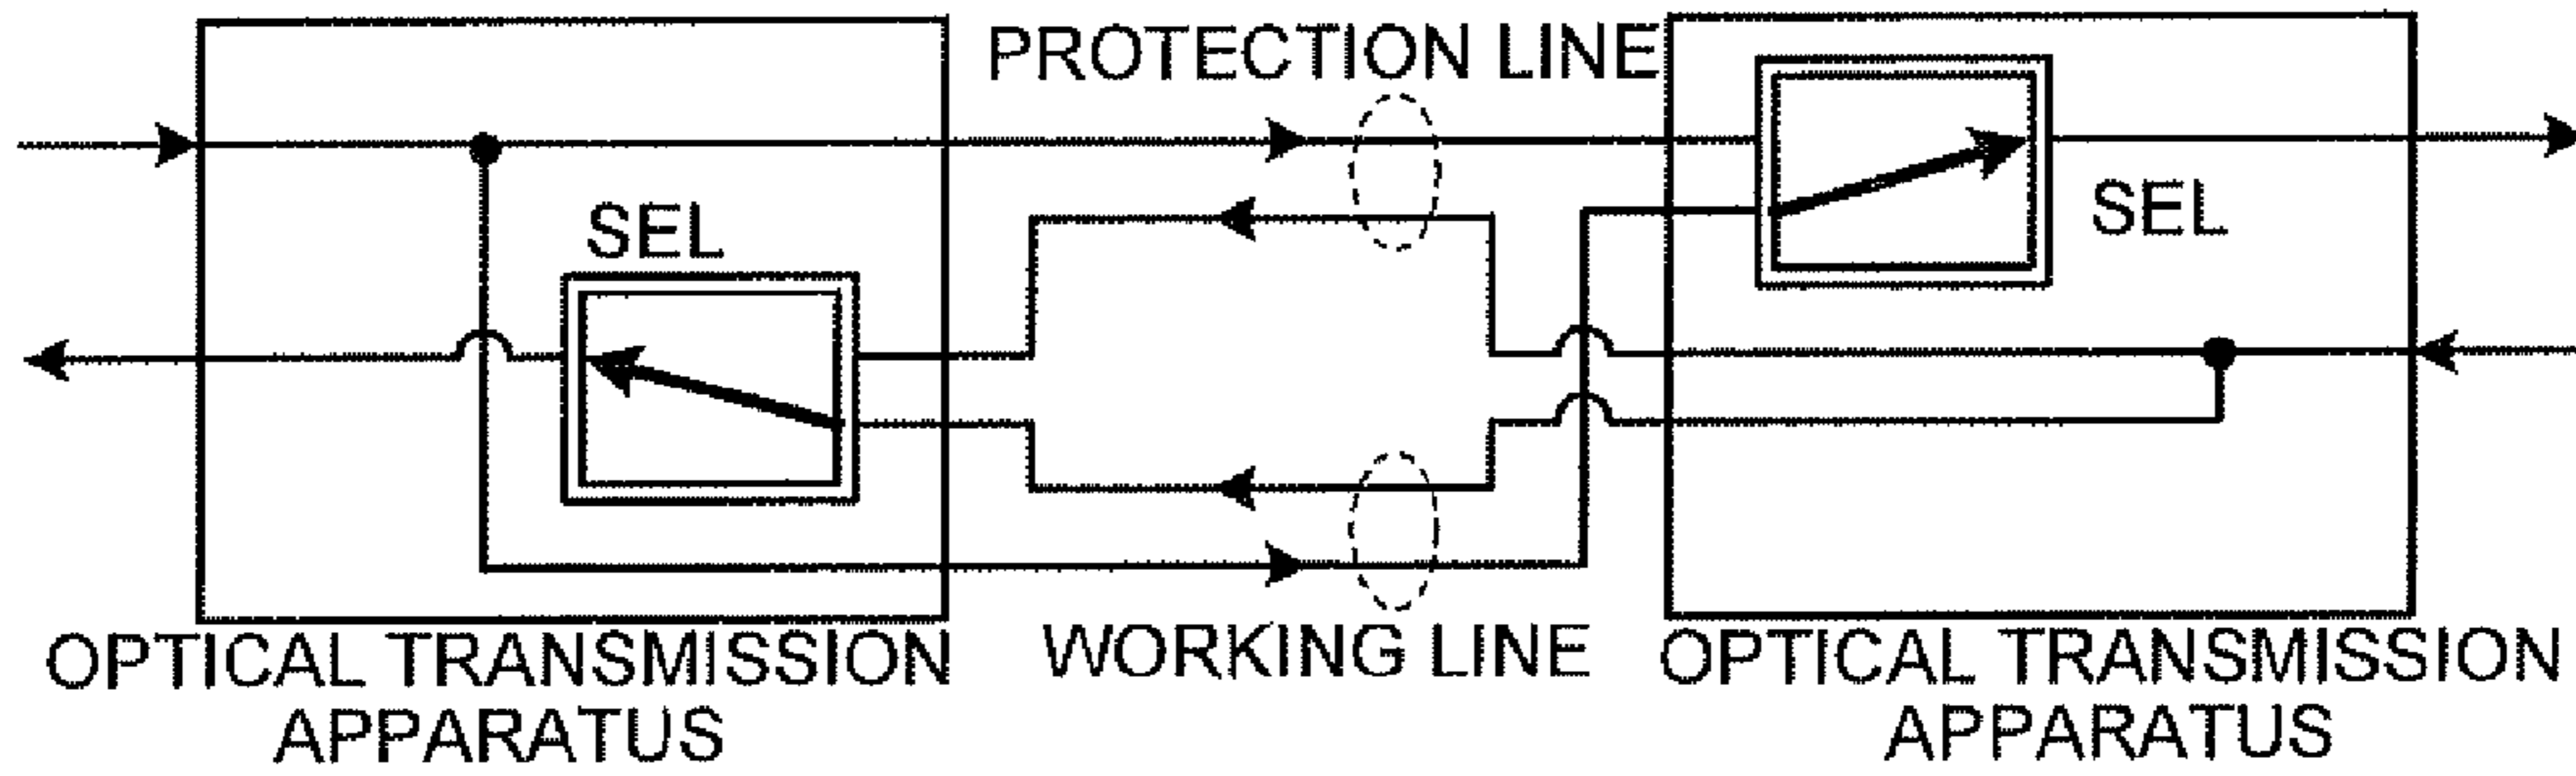 PROTECTION LINE
SEL
SEL
OPTICAL TRANSMISSION
APPARATUS
WORKING LINE
OPTICAL TRANSMISSION
APPARATUS